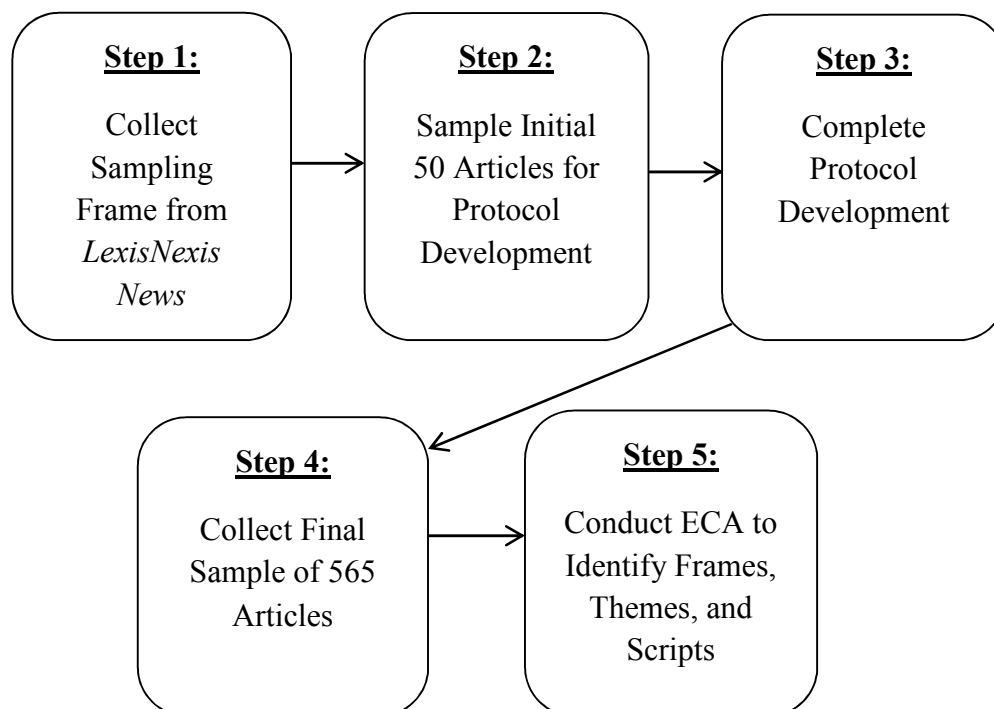 Step 1:
Collect
Sampling
Frame from
LexisNexis
News
Step 2:
Sample Initial
50 Articles for
Protocol
Development
Step 3:
Complete
Protocol
Development
Step 4:
Collect Final
Sample of 565
Articles
Step 5:
Conduct ECA to
Identify Frames,
Themes, and
Scripts